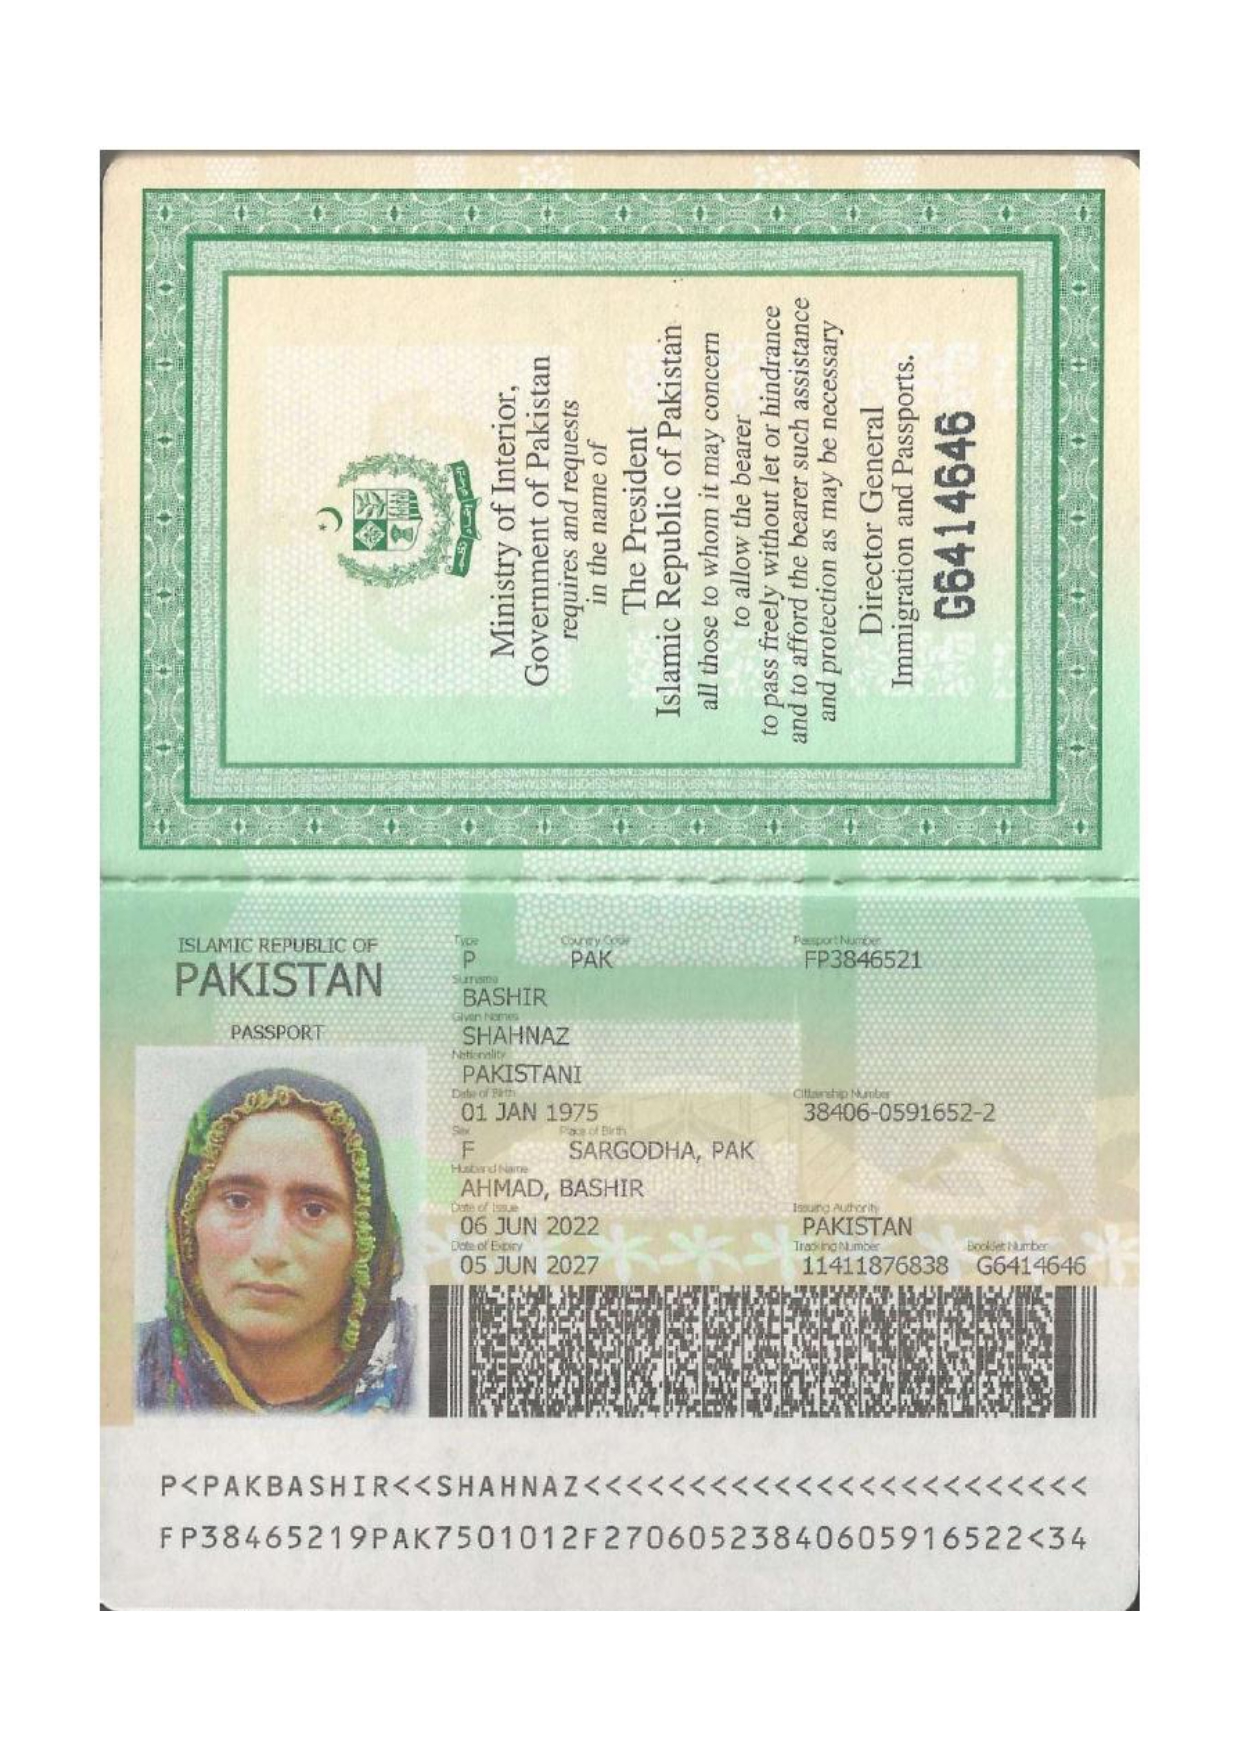 Ministry of Interior,
Government of Pakistan
requires and requests
in the name of
The President
Islamic Republic of Pakistan
all those to whom it may concern
to allow the bearer
to pass freely without let or hindrance
and to afford the bearer such assistance
and protection as may be necessary
Director General
Immigration and Passports.
G6414646
ISLAMIC REPUBLIC OF
PAKISTAN
PASSPORT
Type Country Code Passport Number
P PAK FP3846521
Surname
BASHIR
Given Names
SHAHNAZ
Nationality
PAKISTANI
Date of Birth Citizenship Number
01 JAN 1975 38406-0591652-2
Sex Place of Birth
F SARGODHA, PAK
Husband Name
AHMAD, BASHIR
Date of Issue Issuing Authority
06 JUN 2022 PAKISTAN
Date of Expiry Tracking Number Booklet Number
05 JUN 2027 11411876838 G6414646
P<PAKBASHIR<<SHAHNAZ<<<<<<<<<<<<<<<<<<<<<<<<
FP38465219PAK7501012F27060523840605916522<34